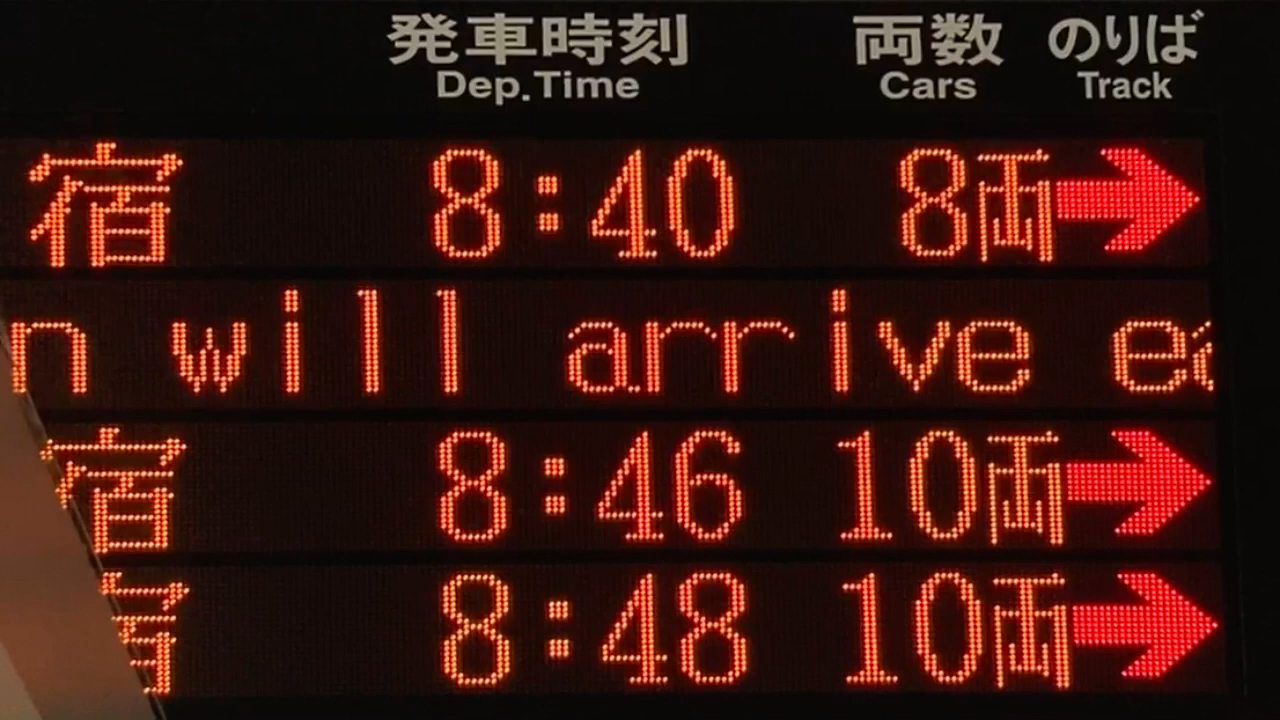 発車時刻 両数 のりば
Dep.Time Cars Track
宿 8:40 8両 →
n will arrive ea
宿 8:46 10両 →
宿 8:48 10両 →